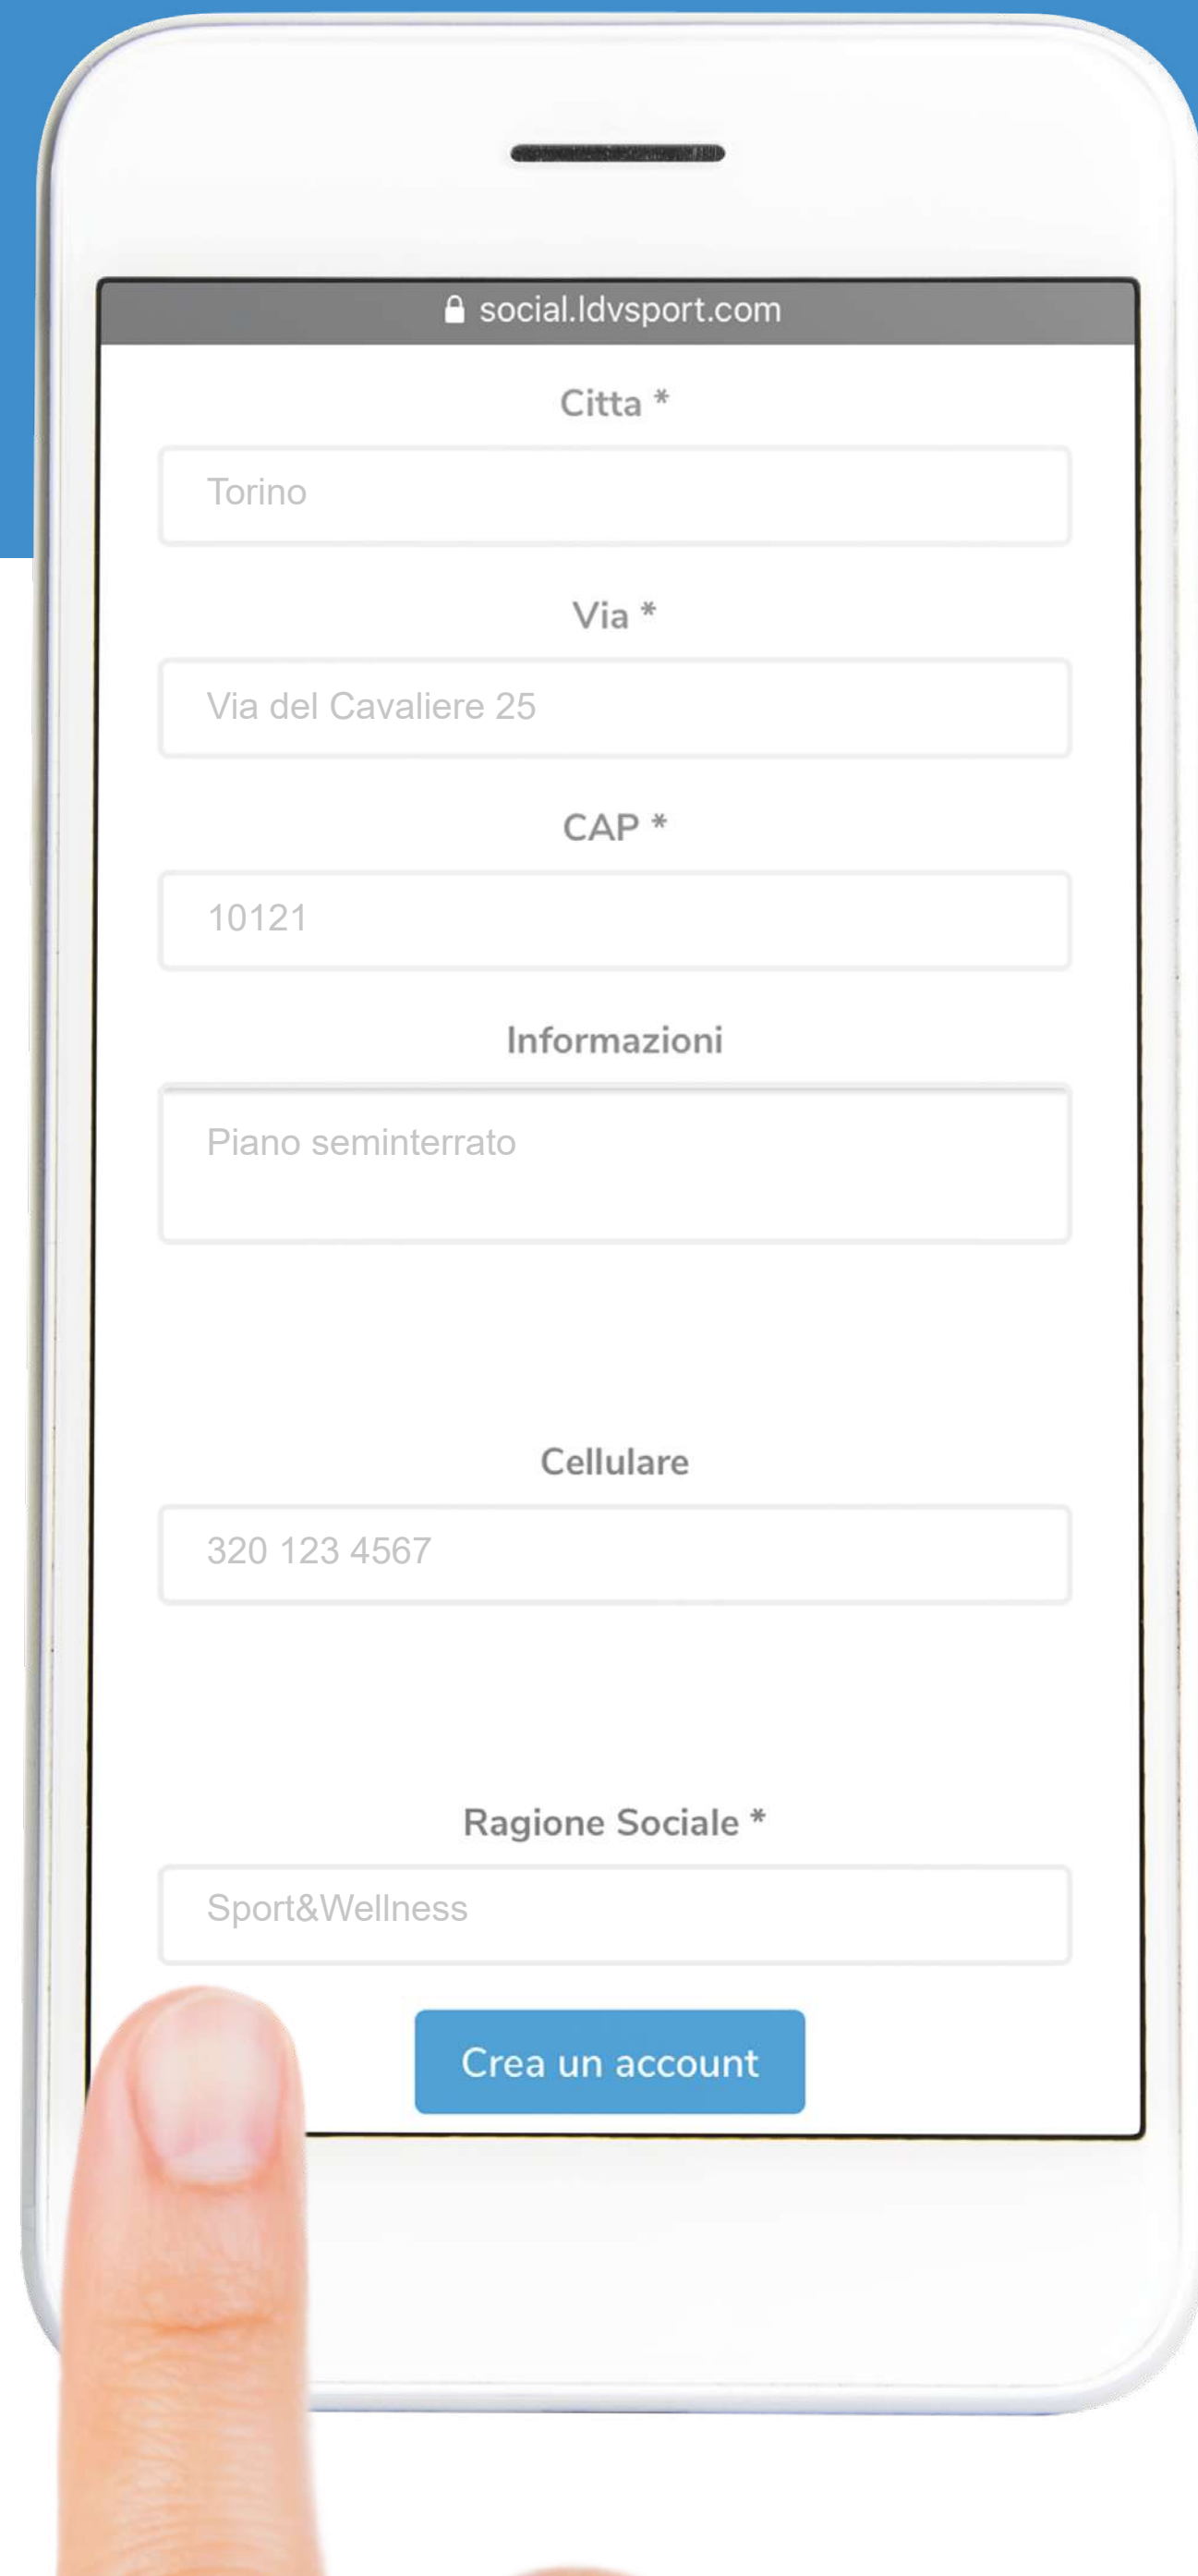 social.ldvsport.com
Citta *
Torino
Via *
Via del Cavaliere 25
CAP *
10121
Informazioni
Piano seminterrato
Cellulare
320 123 4567
Ragione Sociale *
Sport&Wellness
Crea un account